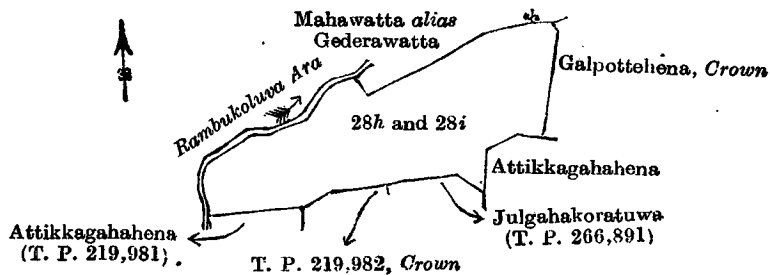 Mahawatta alias
Gederawatta
Galpottehena, Crown
Rambukoluva Ara
28h and 28i
Attikkagahahena
Attikkagahahena
(T. P. 219,981).
T. P. 219,982, Crown
Julgahakoratuwa
(T. P. 266,891)